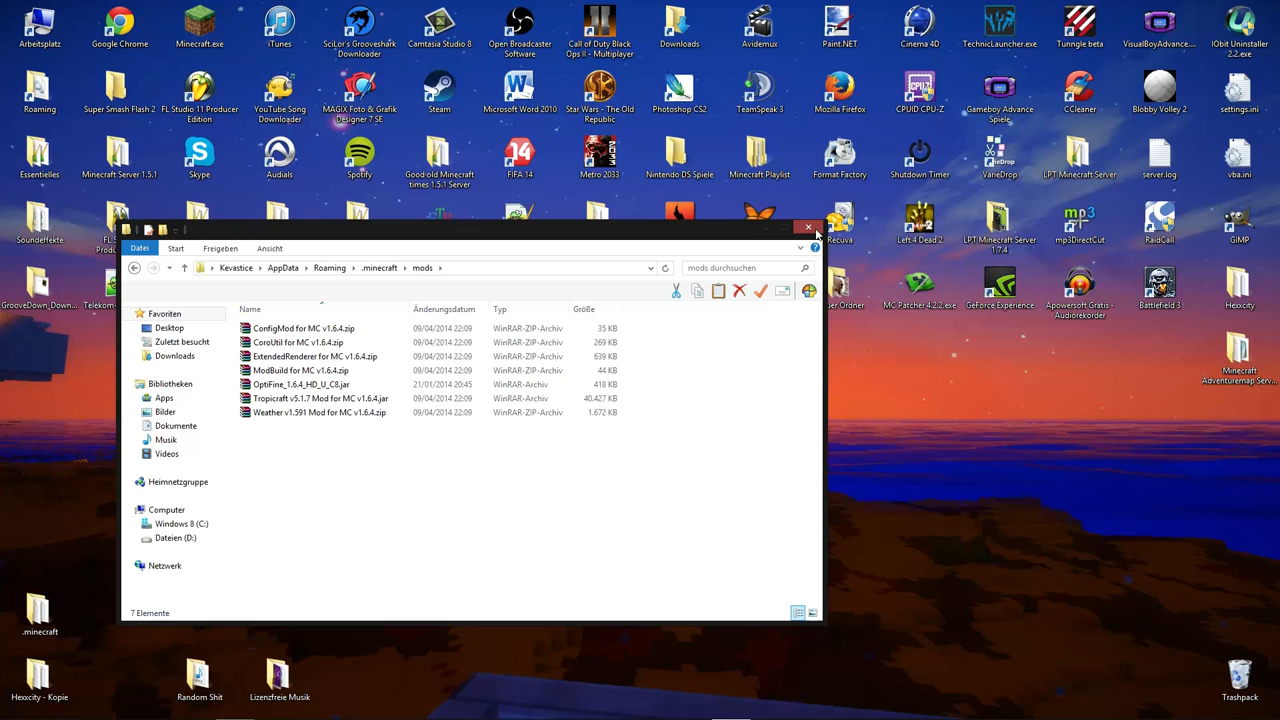 Arbeitsplatz
Google Chrome
Minecraft.exe
iTunes
SciLor's Grooveshark Downloader
Camtasia Studio 8
Open Broadcaster Software
Call of Duty Black Ops II - Multiplayer
Downloads
Avidemux
Paint.NET
Cinema 4D
TechnicLauncher.exe
Tunngle beta
VisualBoyAdvance....
IObit Uninstaller 2.2.exe
Roaming
Super Smash Flash 2
FL Studio 11 Producer Edition
YouTube Song Downloader
MAGIX Foto & Grafik Designer 7 SE
Steam
Microsoft Word 2010
Star Wars - The Old Republic
Photoshop CS2
TeamSpeak 3
Mozilla Firefox
CPUID CPU-Z
Gameboy Advance Spiele
CCleaner
Blobby Volley 2
settings.ini
Essentielles
Minecraft Server 1.5.1
Skype
Audials
Spotify
Good old Minecraft times 1.5.1 Server
FIFA 14
Metro 2033
Nintendo DS Spiele
Minecraft Playlist
Format Factory
Shutdown Timer
VarieDrop
LPT Minecraft Server
server.log
vba.ini
Soundeffekte
Recuva
Left 4 Dead 2
LPT Minecraft Server 1.7.4
mp3DirectCut
RaidCall
GIMP
GrooveDown_Down...
Telekom-
er Ordner
MC Patcher 4.2.2.exe
GeForce Experience
Apowersoft Gratis - Audiorekorder
Battlefield 3
Hexxcity
Minecraft Adventuremap Serv...
Datei
Start
Freigeben
Ansicht
Kevastice
AppData
Roaming
.minecraft
mods
mods durchsuchen
Name
Änderungsdatum
Typ
Größe
ConfigMod for MC v1.6.4.zip 09/04/2014 22:09 WinRAR-ZIP-Archiv 35 KB
CoroUtil for MC v1.6.4.zip 09/04/2014 22:09 WinRAR-ZIP-Archiv 269 KB
ExtendedRenderer for MC v1.6.4.zip 09/04/2014 22:09 WinRAR-ZIP-Archiv 639 KB
ModBuild for MC v1.6.4.zip 09/04/2014 22:09 WinRAR-ZIP-Archiv 44 KB
OptiFine_1.6.4_HD_U_C8.jar 21/01/2014 20:45 WinRAR-Archiv 418 KB
Tropicraft v5.1.7 Mod for MC v1.6.4.jar 09/04/2014 22:09 WinRAR-Archiv 40.427 KB
Weather v1.591 Mod for MC v1.6.4.zip 09/04/2014 22:09 WinRAR-ZIP-Archiv 1.672 KB
Favoriten
Desktop
Zuletzt besucht
Downloads
Bibliotheken
Apps
Bilder
Dokumente
Musik
Videos
Heimnetzgruppe
Computer
Windows 8 (C:)
Dateien (D:)
Netzwerk
7 Elemente
.minecraft
Hexxcity - Kopie
Random Shit
Lizenzfreie Musik
Trashpack